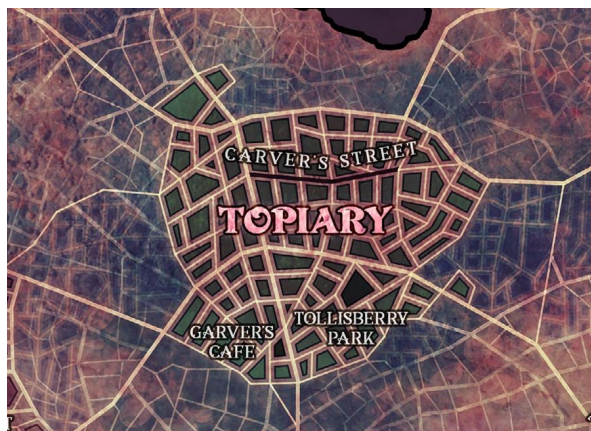 CARVER'S STREET
TOPIARY
GARVER'S
CAFE
TOLLISBERRY
PARK